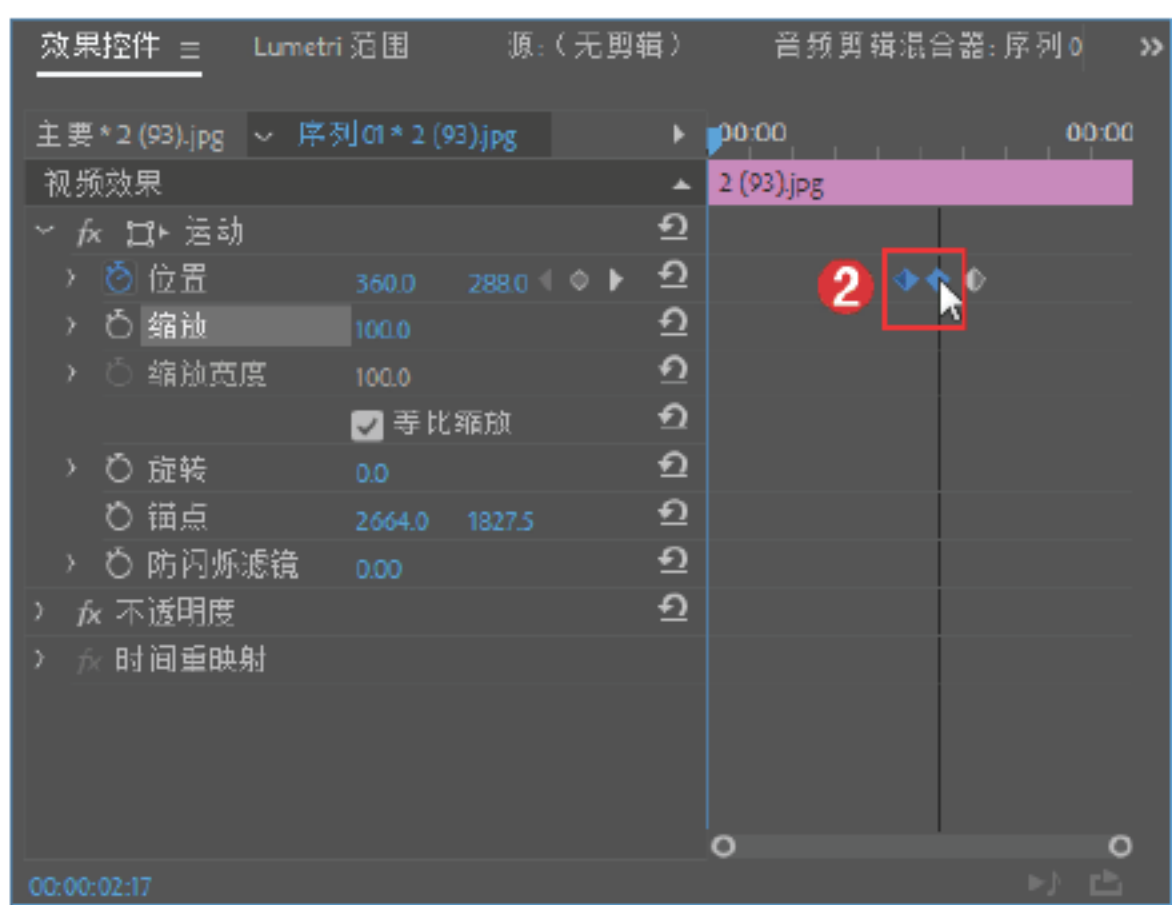 效果控件 Lumetri 范围 源:（无剪辑） 音频剪辑混合器: 序列 0
主要 * 2 (93).jpg 序列 01 * 2 (93).jpg 00:00 00:00
视频效果 2 (93).jpg
fx 运动
位置 360.0 288.0 2
缩放 100.0
缩放宽度 100.0
等比缩放
旋转 0.0
锚点 2664.0 1827.5
防闪烁滤镜 0.00
fx 不透明度
fx 时间重映射
00:00:02:17